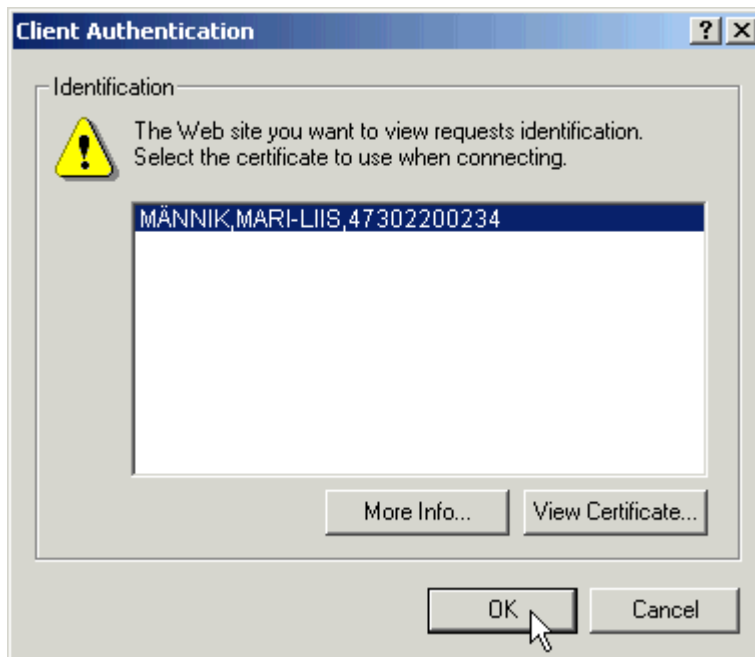 Client Authentication
Identification
The Web site you want to view requests identification.
Select the certificate to use when connecting.
MÄNNIK,MARI-LIIS,47302200234
More Info...
View Certificate...
OK
Cancel